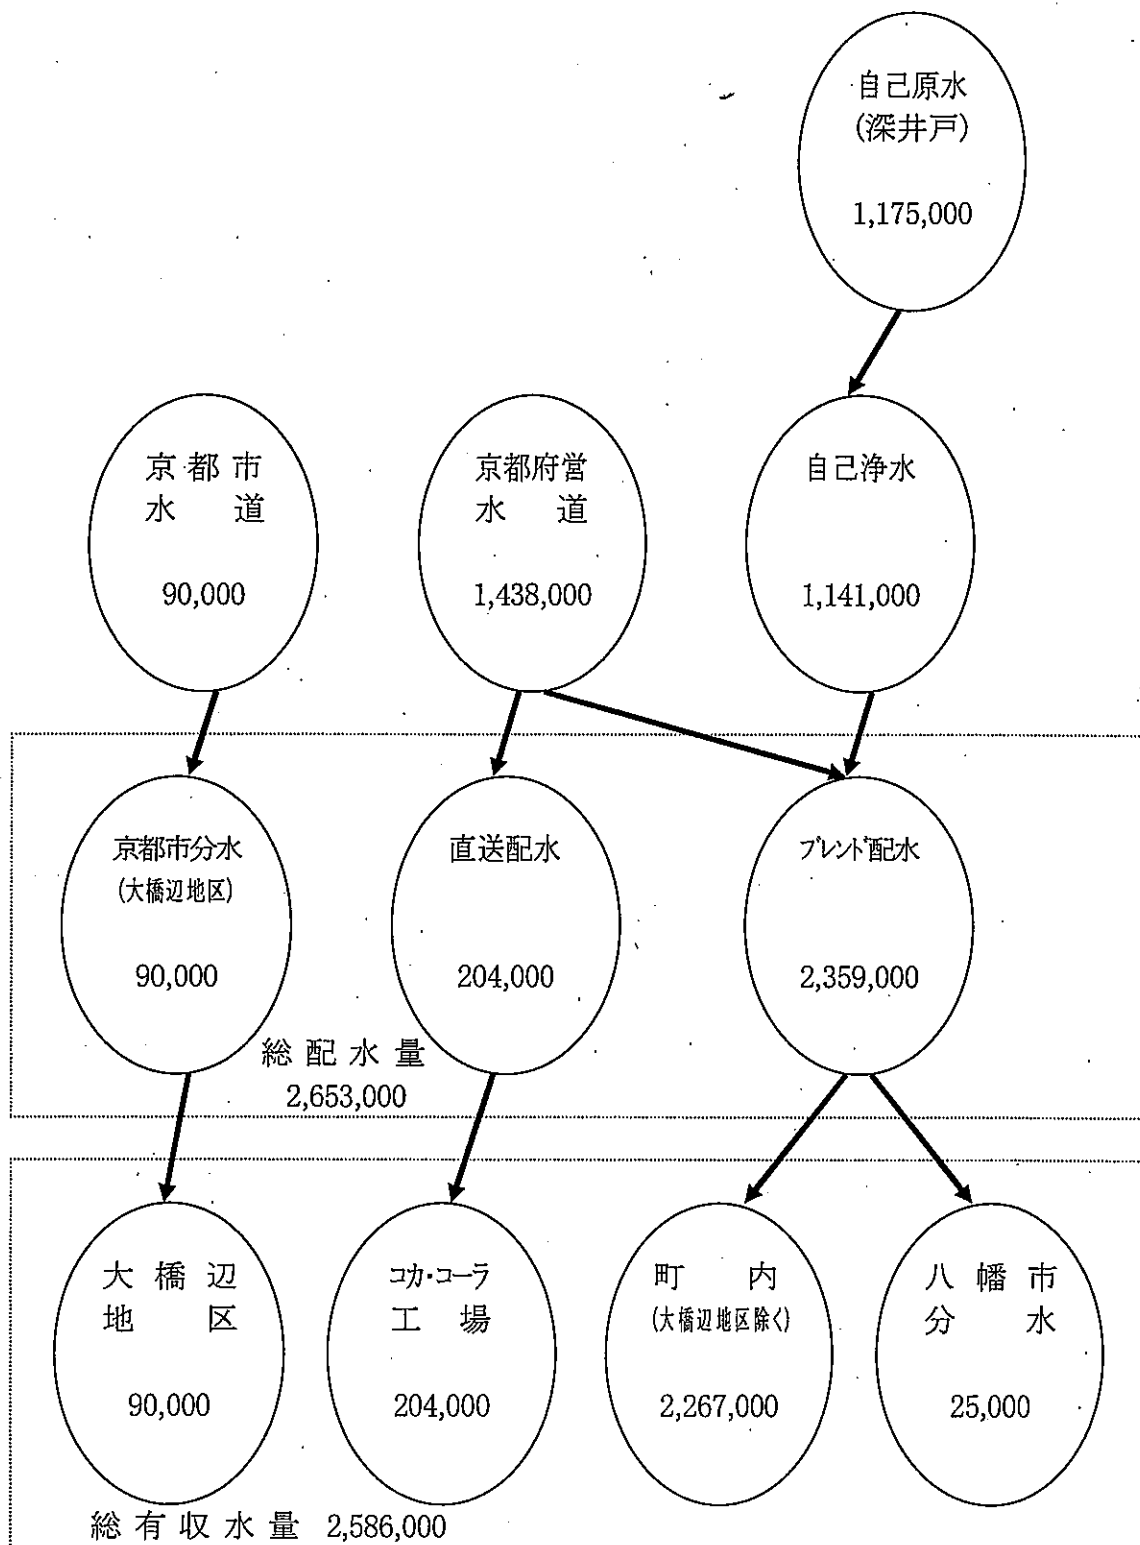 自己原水
(深井戸)
1,175,000
京都市
水道
90,000
京都府営
水道
1,438,000
自己浄水
1,141,000
京都市分水
(大橋辺地区)
90,000
直送配水
204,000
ブレンド配水
2,359,000
総配水量
2,653,000
大橋辺
地区
90,000
コカ・コーラ
工場
204,000
町内
(大橋辺地区除く)
2,267,000
八幡市
分水
25,000
総有収水量 2,586,000